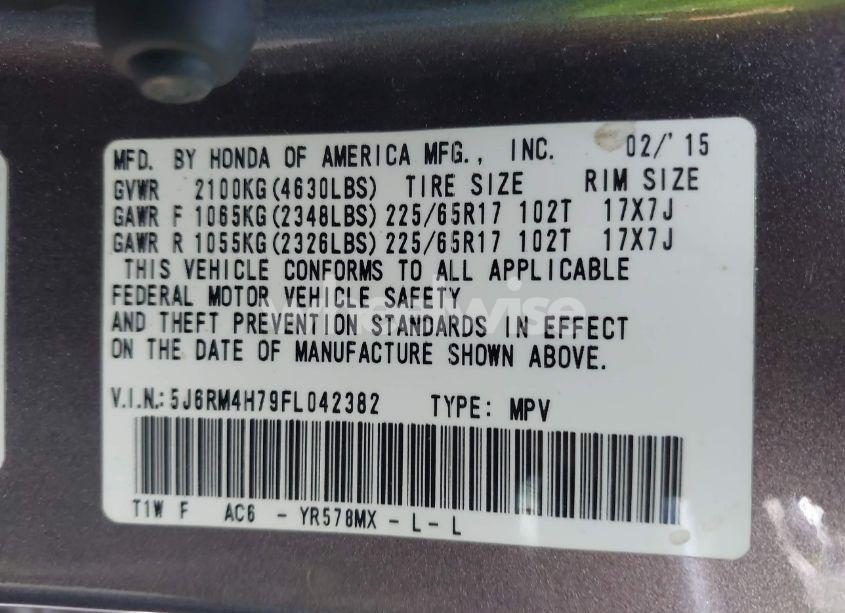 MFD. BY HONDA OF AMERICA MFG., INC. 02/'15
GVWR 2100KG(4630LBS) TIRE SIZE RIM SIZE
GAWR F 1065KG(2348LBS) 225/65R17 102T 17X7J
GAWR R 1055KG(2326LBS) 225/65R17 102T 17X7J
THIS VEHICLE CONFORMS TO ALL APPLICABLE
FEDERAL MOTOR VEHICLE SAFETY
AND THEFT PREVENTION STANDARDS IN EFFECT
ON THE DATE OF MANUFACTURE SHOWN ABOVE.
V.I.N.: 5J6RM4H79FL042382 TYPE: MPV
T1W F AC6 - YR578MX - L - L